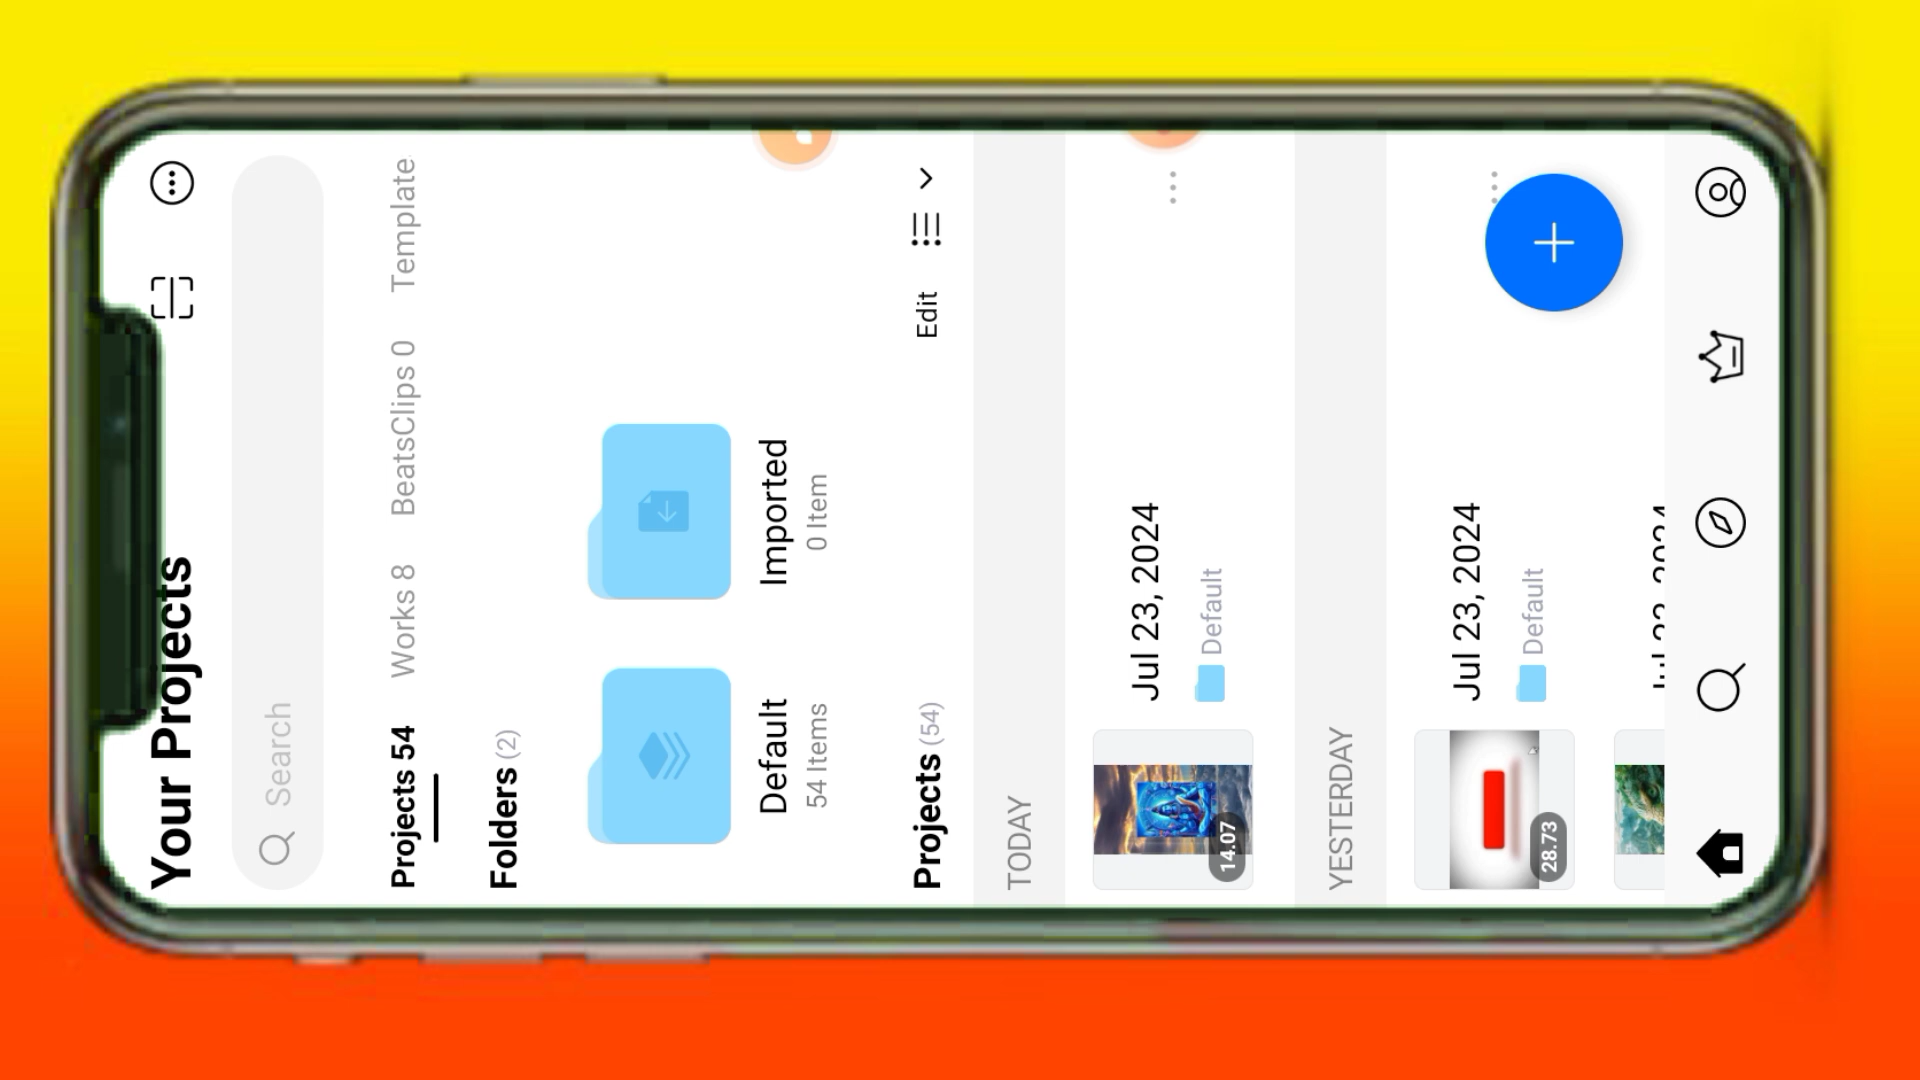 Your Projects
Search
Projects 54 Works 8 BeatsClips 0 Template
Folders (2)
Default
54 Items
Imported
0 Item
Projects (54)
Edit
TODAY
14.07
Jul 23, 2024
Default
YESTERDAY
28.73
Jul 23, 2024
Default